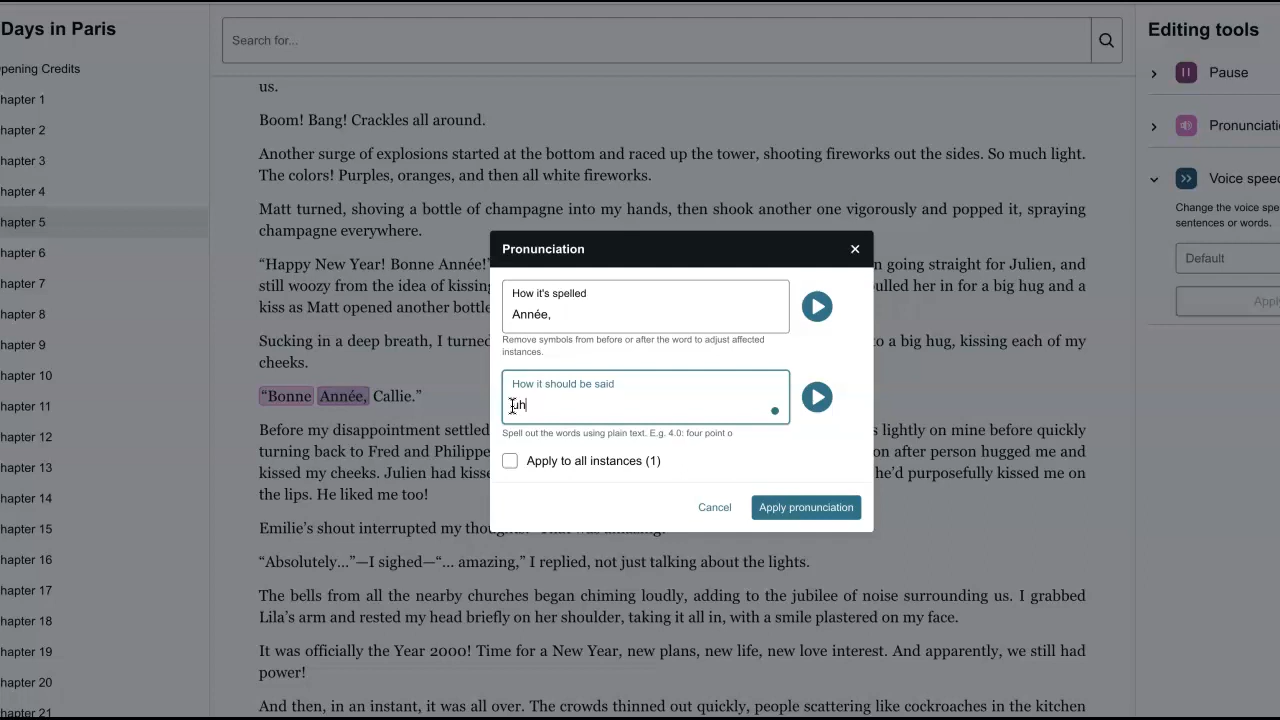 Days in Paris
pening Credits
hapter 1
hapter 2
hapter 3
hapter 4
hapter 5
hapter 6
hapter 7
hapter 8
hapter 9
hapter 10
hapter 11
hapter 12
hapter 13
hapter 14
hapter 15
hapter 16
hapter 17
hapter 18
hapter 19
hapter 20
hapter 21
Search for...
us.
Boom! Bang! Crackles all around.
Another surge of explosions started at the bottom and raced up the tower, shooting fireworks out the sides. So much light.
The colors! Purples, oranges, and then all white fireworks.
Matt turned, shoving a bottle of champagne into my hands, then shook another one vigorously and popped it, spraying
champagne everywhere.
“Happy New Year! Bonne Année!” n going straight for Julien, and
still woozy from the idea of kissing ulled her in for a big hug and a
kiss as Matt opened another bottle
Sucking in a deep breath, I turned o a big hug, kissing each of my
cheeks.
“Bonne Année, Callie.”
Before my disappointment settled s lightly on mine before quickly
turning back to Fred and Philippe on after person hugged me and
kissed my cheeks. Julien had kisse he’d purposefully kissed me on
the lips. He liked me too!
Emilie’s shout interrupted my thoughts. “That was amazing!”
“Absolutely...”—I sighed—“... amazing,” I replied, not just talking about the lights.
The bells from all the nearby churches began chiming loudly, adding to the jubilee of noise surrounding us. I grabbed
Lila’s arm and rested my head briefly on her shoulder, taking it all in, with a smile plastered on my face.
It was officially the Year 2000! Time for a New Year, new plans, new life, new love interest. And apparently, we still had
power!
And then, in an instant, it was all over. The crowds thinned out quickly, people scattering like cockroaches in the kitchen
Pronunciation
How it's spelled
Année,
Remove symbols from before or after the word to adjust affected
instances.
How it should be said
uh
Spell out the words using plain text. E.g. 4.0: four point o
Apply to all instances (1)
Cancel
Apply pronunciation
Editing tools
Pause
Pronunciati
Voice speed
Change the voice spe
sentences or words.
Default
Apply